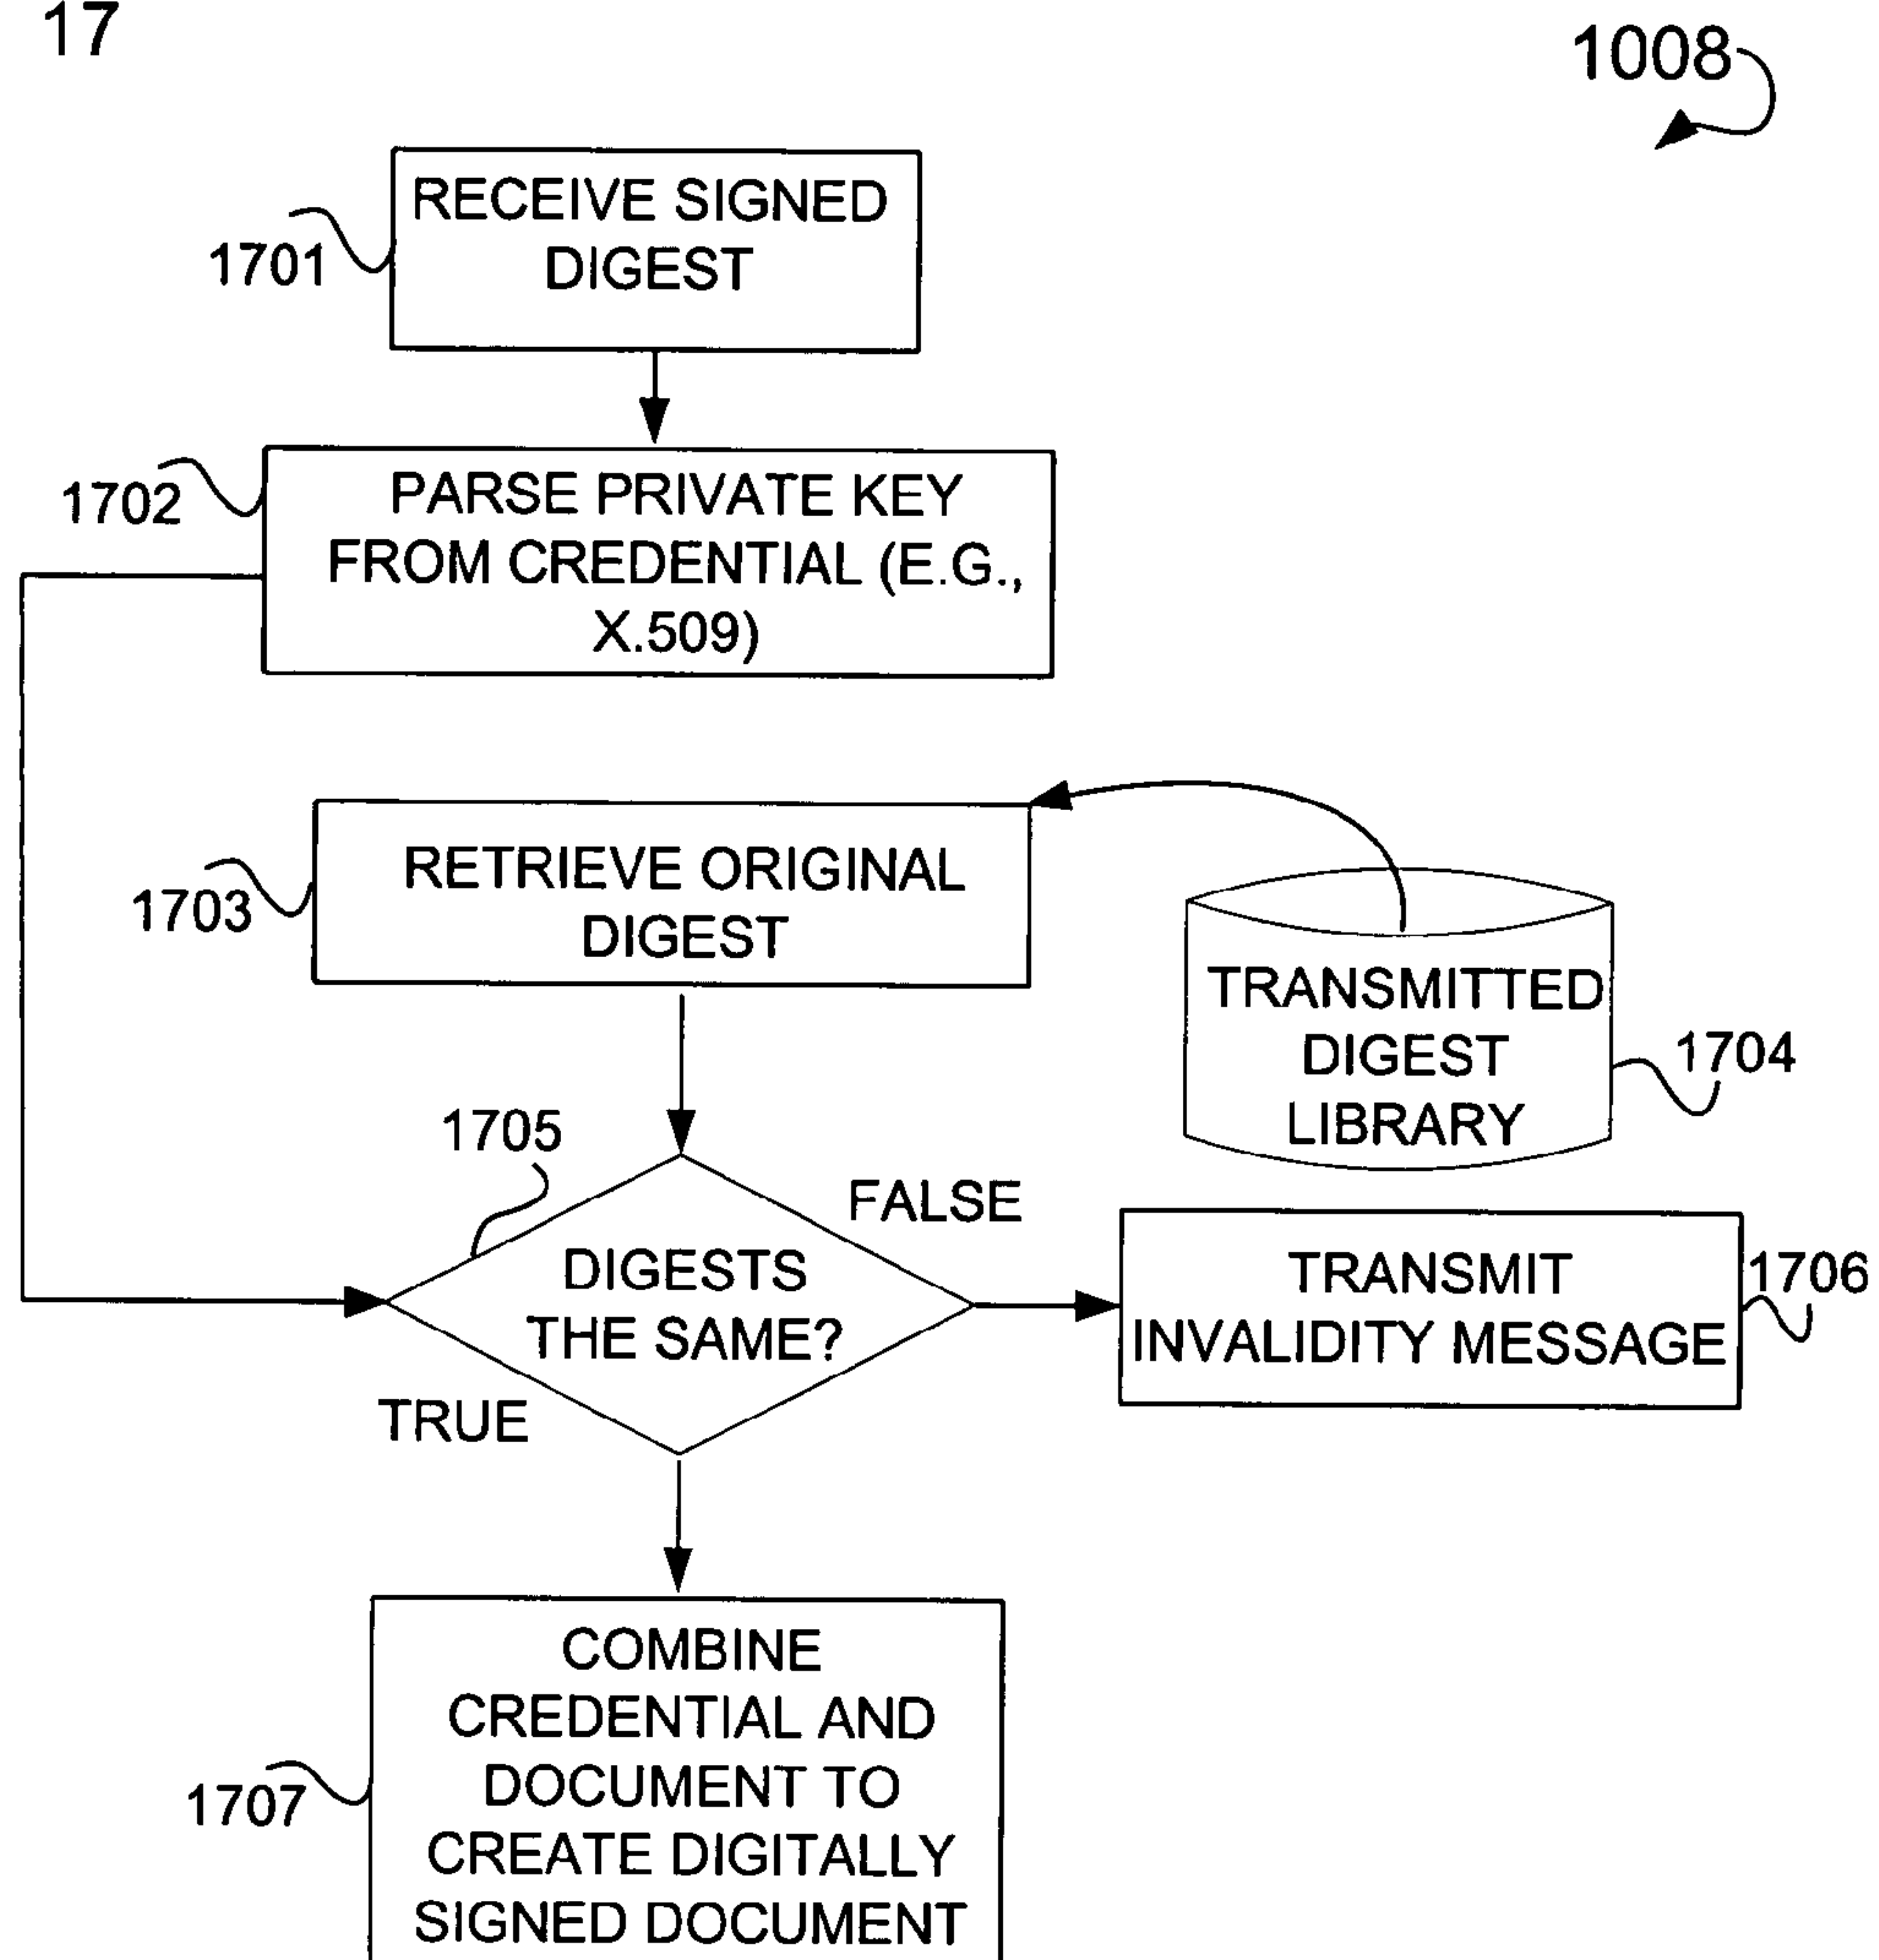 17
1008
RECEIVE SIGNED
DIGEST
1701
PARSE PRIVATE KEY
FROM CREDENTIAL (E.G.,
X.509)
1702
RETRIEVE ORIGINAL
DIGEST
1703
TRANSMITTED
DIGEST
LIBRARY
1704
1705
FALSE
DIGESTS
THE SAME?
TRUE
TRANSMIT
INVALIDITY MESSAGE
1706
COMBINE
CREDENTIAL AND
DOCUMENT TO
CREATE DIGITALLY
SIGNED DOCUMENT
1707